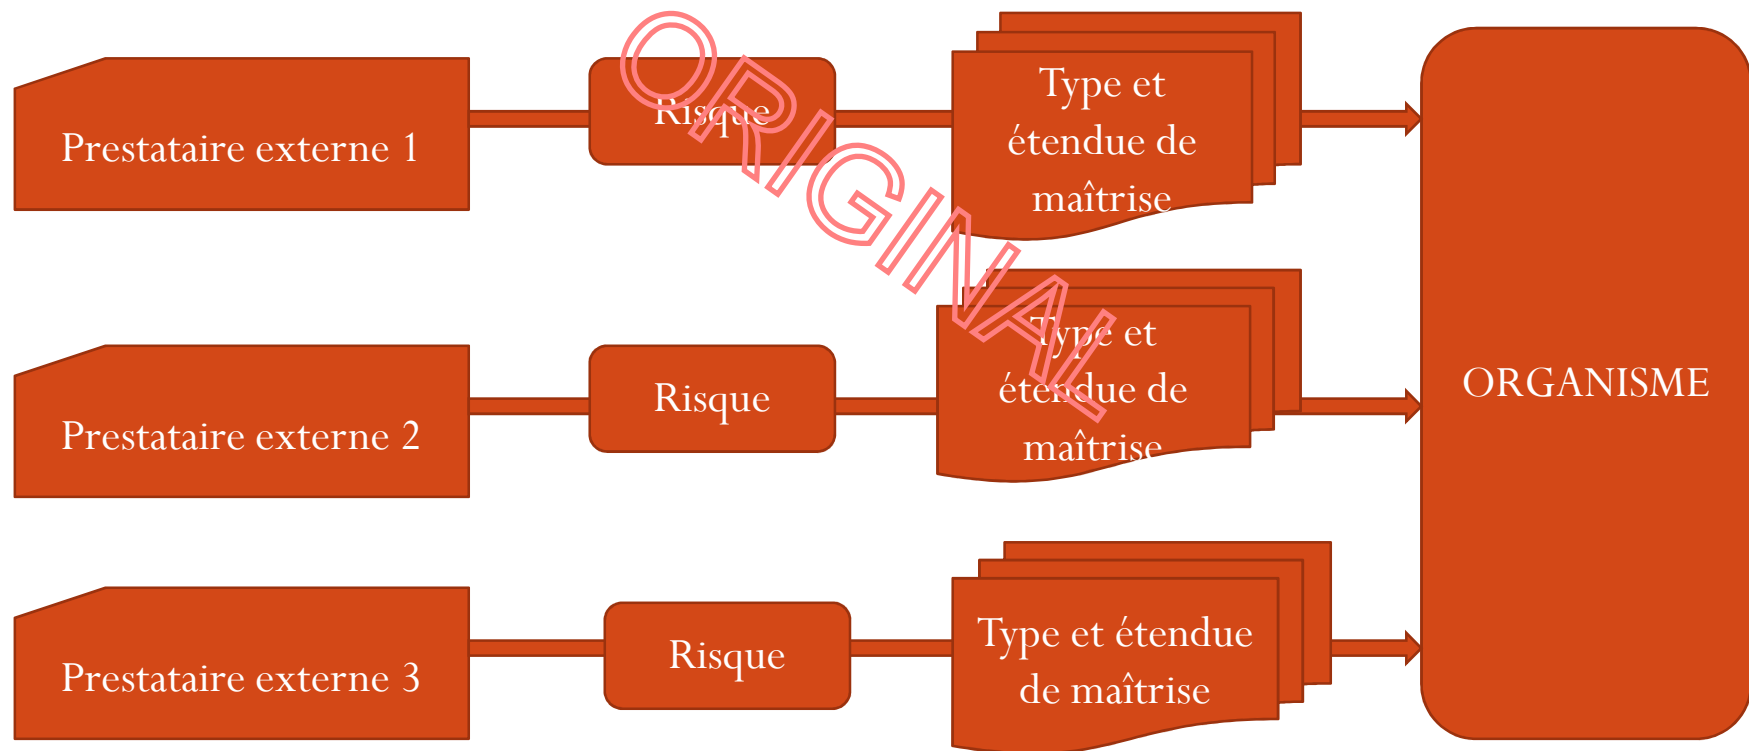 Prestataire externe 1
Risque
Type et
étendue de
maîtrise
ORIGINAL
Prestataire externe 2
Risque
Type et
étendue de
maîtrise
ORGANISME
Prestataire externe 3
Risque
Type et étendue
de maîtrise